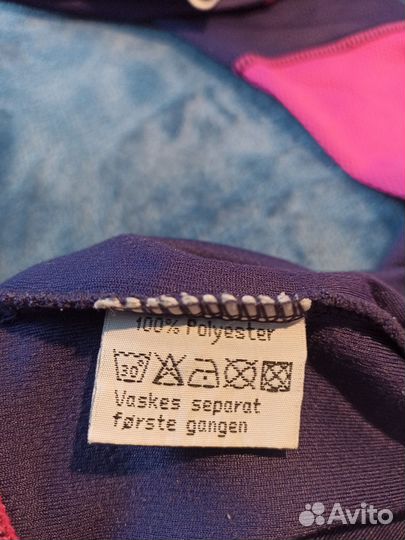 100% Polyester
30°
Vaskes separat
første gangen
Avito